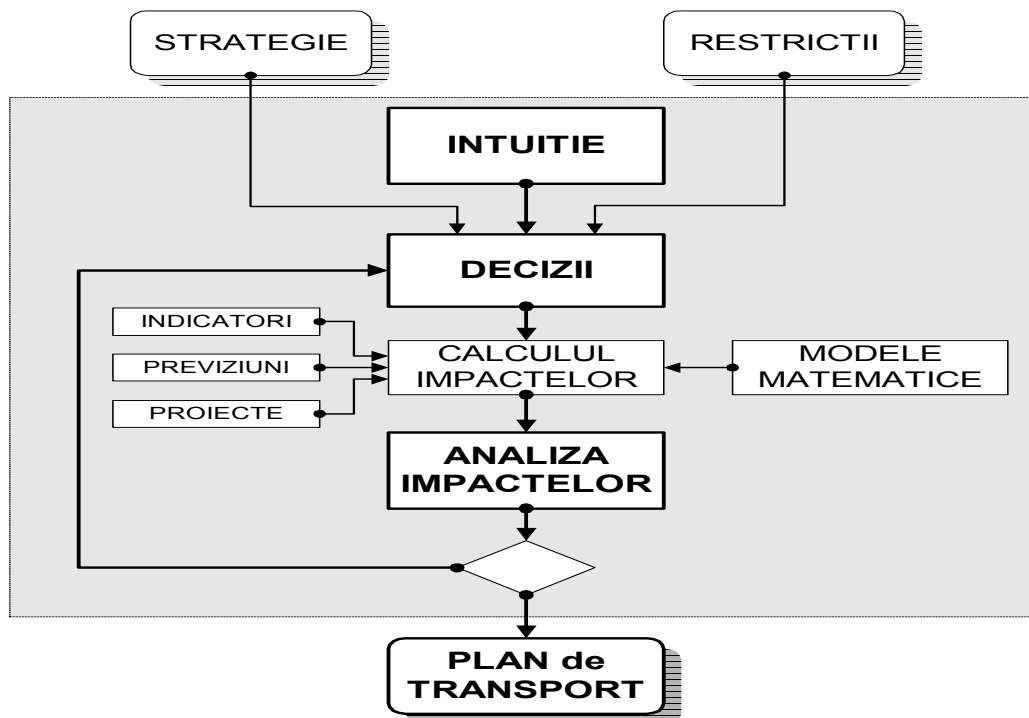 STRATEGIE
RESTRICTII
INTUITIE
DECIZII
INDICATORI
PREVIZIUNI
PROIECTE
CALCULUL
IMPACTELOR
MODELE
MATEMATICE
ANALIZA
IMPACTELOR
PLAN de
TRANSPORT